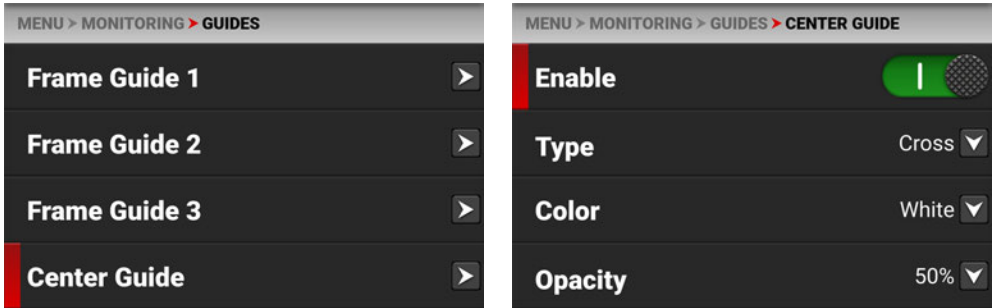 MENU > MONITORING > GUIDES
Frame Guide 1
Frame Guide 2
Frame Guide 3
Center Guide
MENU > MONITORING > GUIDES > CENTER GUIDE
Enable
Type Cross
Color White
Opacity 50%